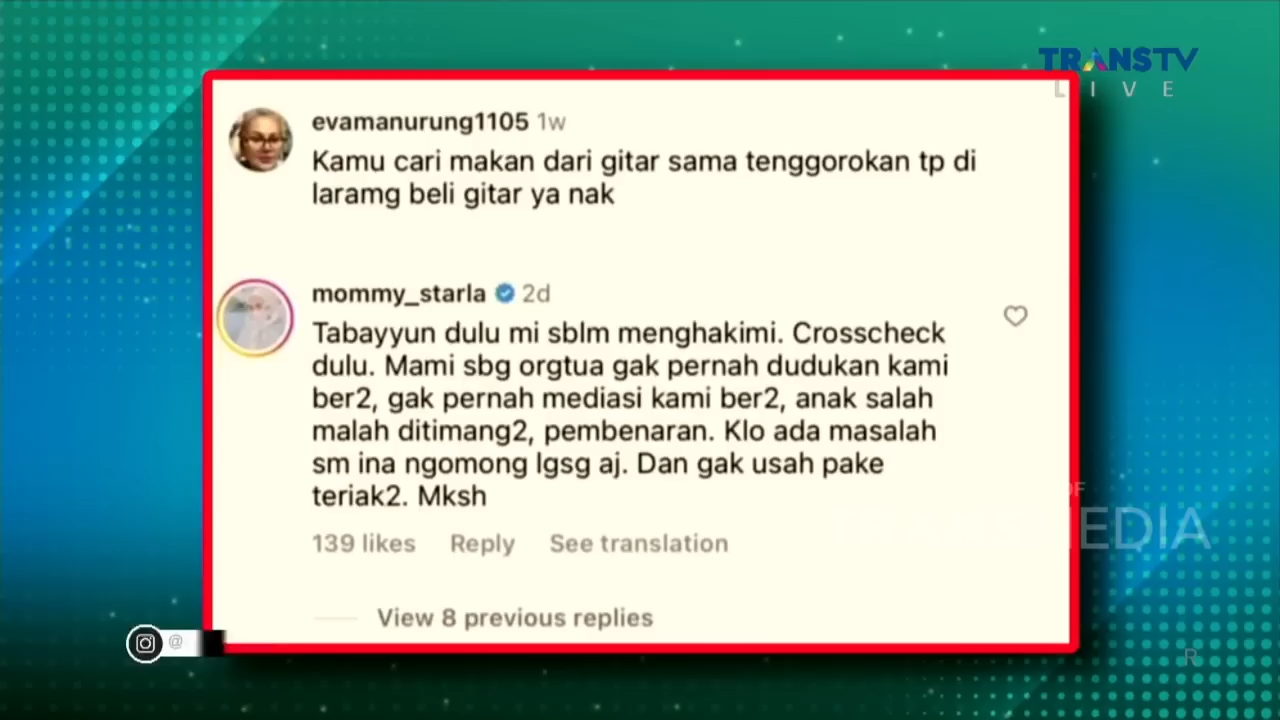 TRANSTV
LIVE
evamanurung1105 1w
Kamu cari makan dari gitar sama tenggorokan tp di
laramg beli gitar ya nak
mommy_starla 2d
Tabayyun dulu mi sblm menghakimi. Crosscheck
dulu. Mami sbg orgtua gak pernah dudukan kami
ber2, gak pernah mediasi kami ber2, anak salah
malah ditimang2, pembenaran. Klo ada masalah
sm ina ngomong lgsg aj. Dan gak usah pake
teriak2. Mksh
OF
MEDIA
139 likes Reply See translation
View 8 previous replies
@
R